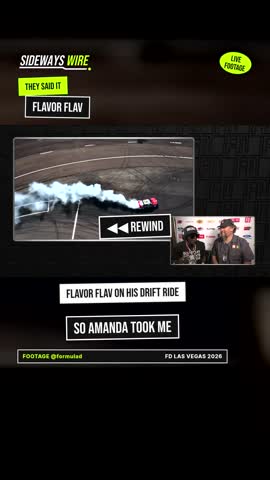 SIDEWAYS WIRE.
LIVE
FOOTAGE
THEY SAID IT
FLAVOR FLAV
REWIND
FLAVOR FLAV ON HIS DRIFT RIDE
SO AMANDA TOOK ME
FOOTAGE @formulad
FD LAS VEGAS 2026